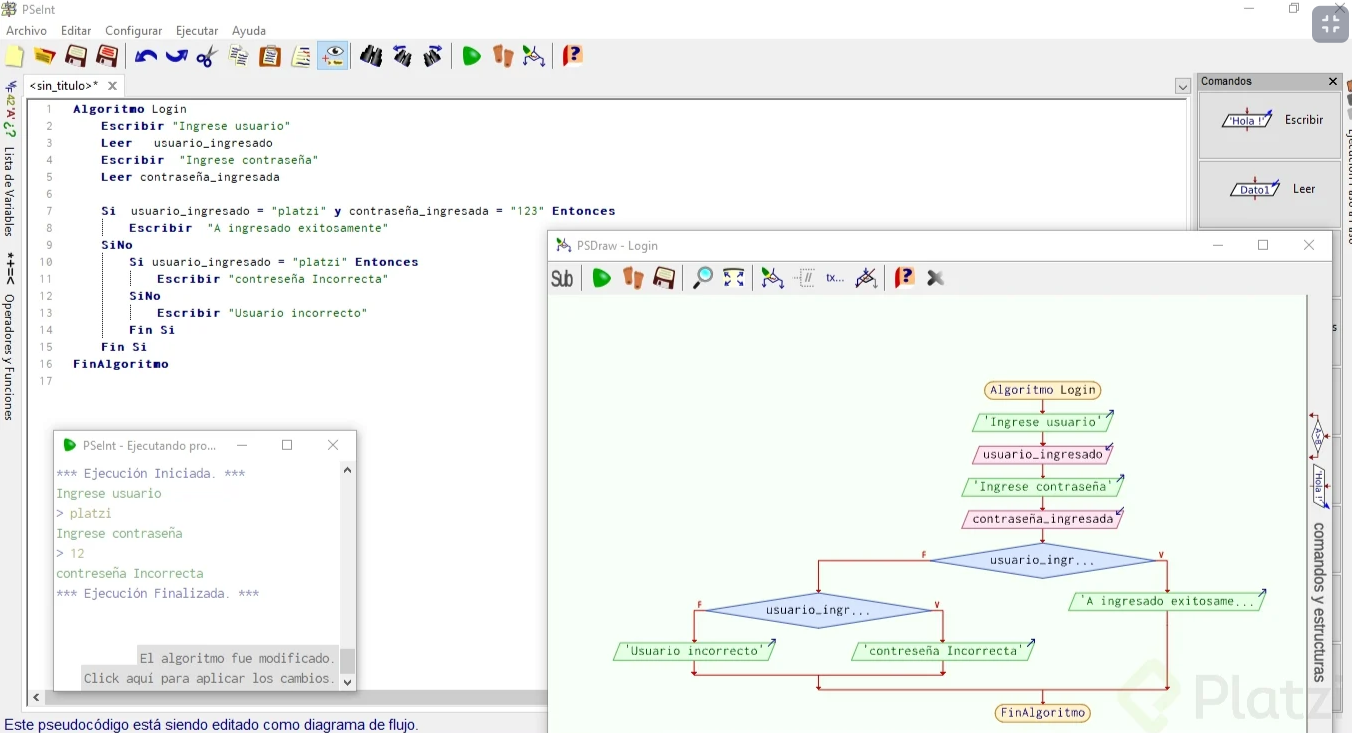 PSeInt
Archivo Editar Configurar Ejecutar Ayuda
<sin_titulo>*
1 Algoritmo Login
2 Escribir "Ingrese usuario"
3 Leer usuario_ingresado
4 Escribir "Ingrese contraseña"
5 Leer contraseña_ingresada
6
7 Si usuario_ingresado = "platzi" y contraseña_ingresada = "123" Entonces
8 Escribir "A ingresado exitosamente"
9 SiNo
10 Si usuario_ingresado = "platzi" Entonces
11 Escribir "contreseña Incorrecta"
12 SiNo
13 Escribir "Usuario incorrecto"
14 Fin Si
15 Fin Si
16 FinAlgoritmo
17
Lista de Variables
*+=< Operadores y Funciones
Comandos
'Hola !' Escribir
Dato1 Leer
PSeInt - Ejecutando pro...
*** Ejecución Iniciada. ***
Ingrese usuario
> platzi
Ingrese contraseña
> 12
contreseña Incorrecta
*** Ejecución Finalizada. ***
El algoritmo fue modificado.
Click aquí para aplicar los cambios.
PSDraw - Login
Sub
tx...
Algoritmo Login
'Ingrese usuario'
usuario_ingresado
'Ingrese contraseña'
contraseña_ingresada
usuario_ingr...
F
V
'A ingresado exitosame...
usuario_ingr...
F
V
'Usuario incorrecto'
'contreseña Incorrecta'
FinAlgoritmo
A>B
'Hola !'
comandos y estructuras
Platzi
Este pseudocódigo está siendo editado como diagrama de flujo.